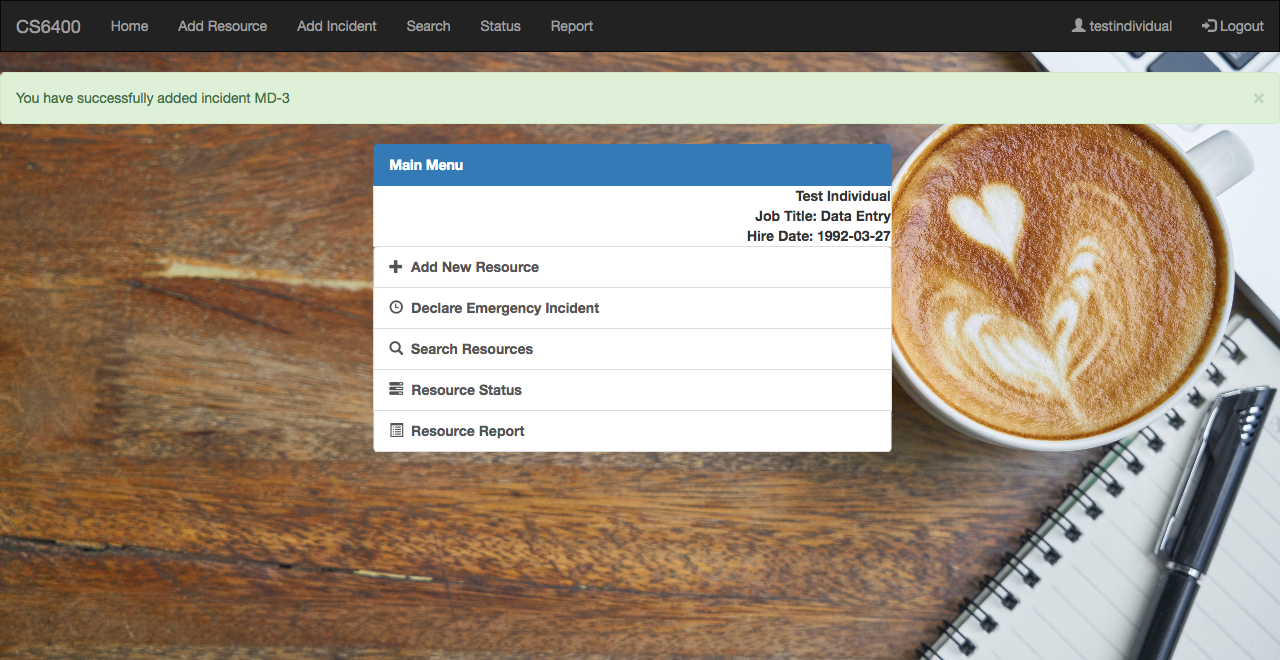 CS6400 Home Add Resource Add Incident Search Status Report testindividual Logout
You have successfully added incident MD-3 ×
Main Menu
Test Individual
Job Title: Data Entry
Hire Date: 1992-03-27
Add New Resource
Declare Emergency Incident
Search Resources
Resource Status
Resource Report